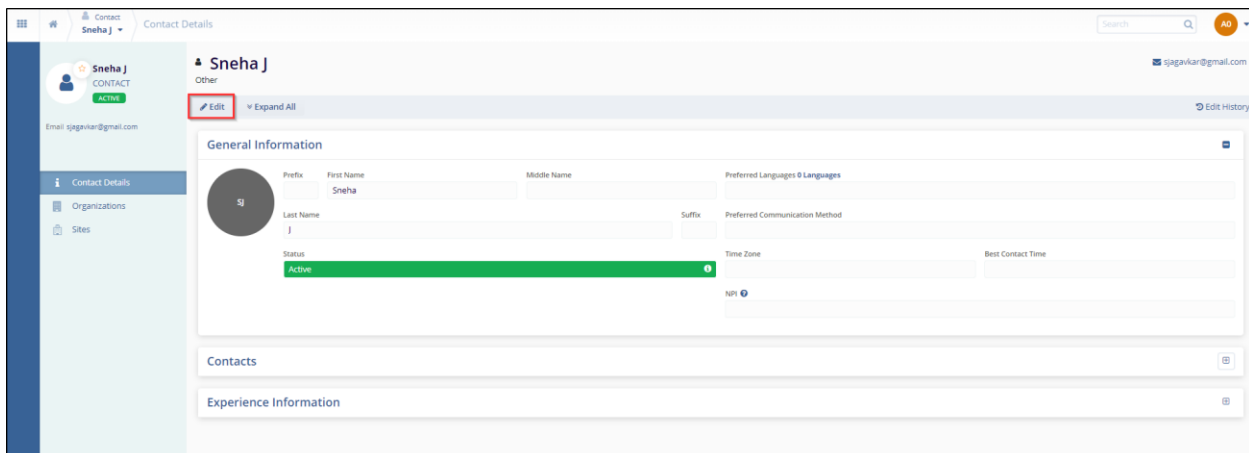 Contact
Sneha J
Contact Details
Search
AO
Sneha J
CONTACT
ACTIVE
Email sjagavkar@gmail.com
Contact Details
Organizations
Sites
Sneha J
Other
sjagavkar@gmail.com
Edit
Expand All
Edit History
General Information
SJ
Prefix
First Name
Middle Name
Preferred Languages 0 Languages
Sneha
Last Name
Suffix
Preferred Communication Method
J
Status
Time Zone
Best Contact Time
Active
NPI
Contacts
Experience Information